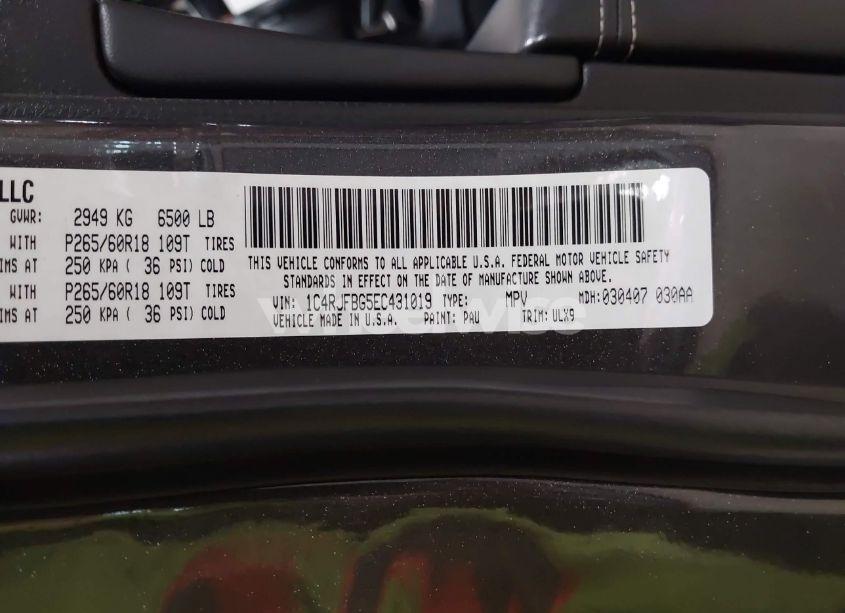 LLC
GVWR: 2949 KG 6500 LB
WITH P265/60R18 109T TIRES
IMS AT 250 KPA ( 36 PSI) COLD
WITH P265/60R18 109T TIRES
IMS AT 250 KPA ( 36 PSI) COLD
THIS VEHICLE CONFORMS TO ALL APPLICABLE U.S.A. FEDERAL MOTOR VEHICLE SAFETY
STANDARDS IN EFFECT ON THE DATE OF MANUFACTURE SHOWN ABOVE.
VIN: 1C4RJFBG5EC431019 TYPE: MPV MDH: 030407 030AA
VEHICLE MADE IN U.S.A. PAINT: PAU TRIM: ULX9